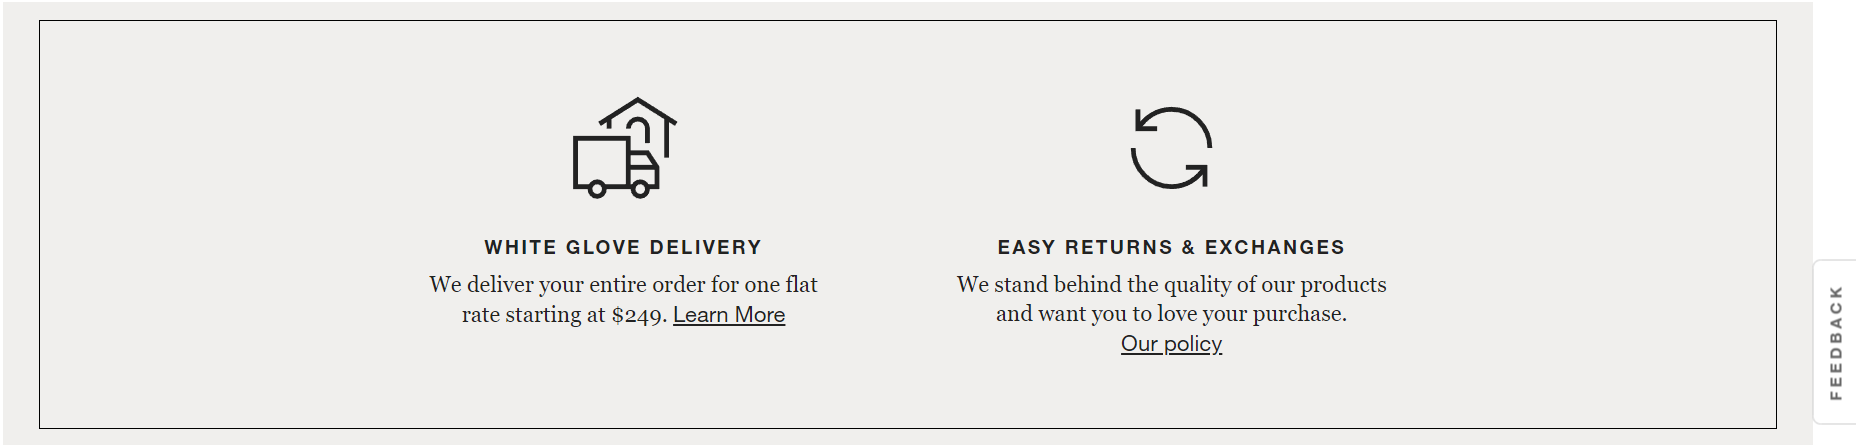 WHITE GLOVE DELIVERY
We deliver your entire order for one flat
rate starting at $249. Learn More
EASY RETURNS & EXCHANGES
We stand behind the quality of our products
and want you to love your purchase.
Our policy
FEEDBACK